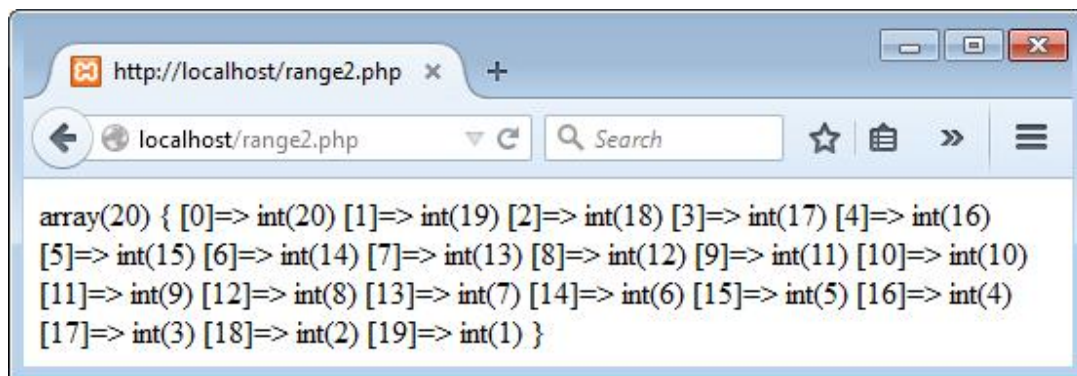 http://localhost/range2.php
localhost/range2.php
Search
array(20) { [0]=> int(20) [1]=> int(19) [2]=> int(18) [3]=> int(17) [4]=> int(16)
[5]=> int(15) [6]=> int(14) [7]=> int(13) [8]=> int(12) [9]=> int(11) [10]=> int(10)
[11]=> int(9) [12]=> int(8) [13]=> int(7) [14]=> int(6) [15]=> int(5) [16]=> int(4)
[17]=> int(3) [18]=> int(2) [19]=> int(1) }